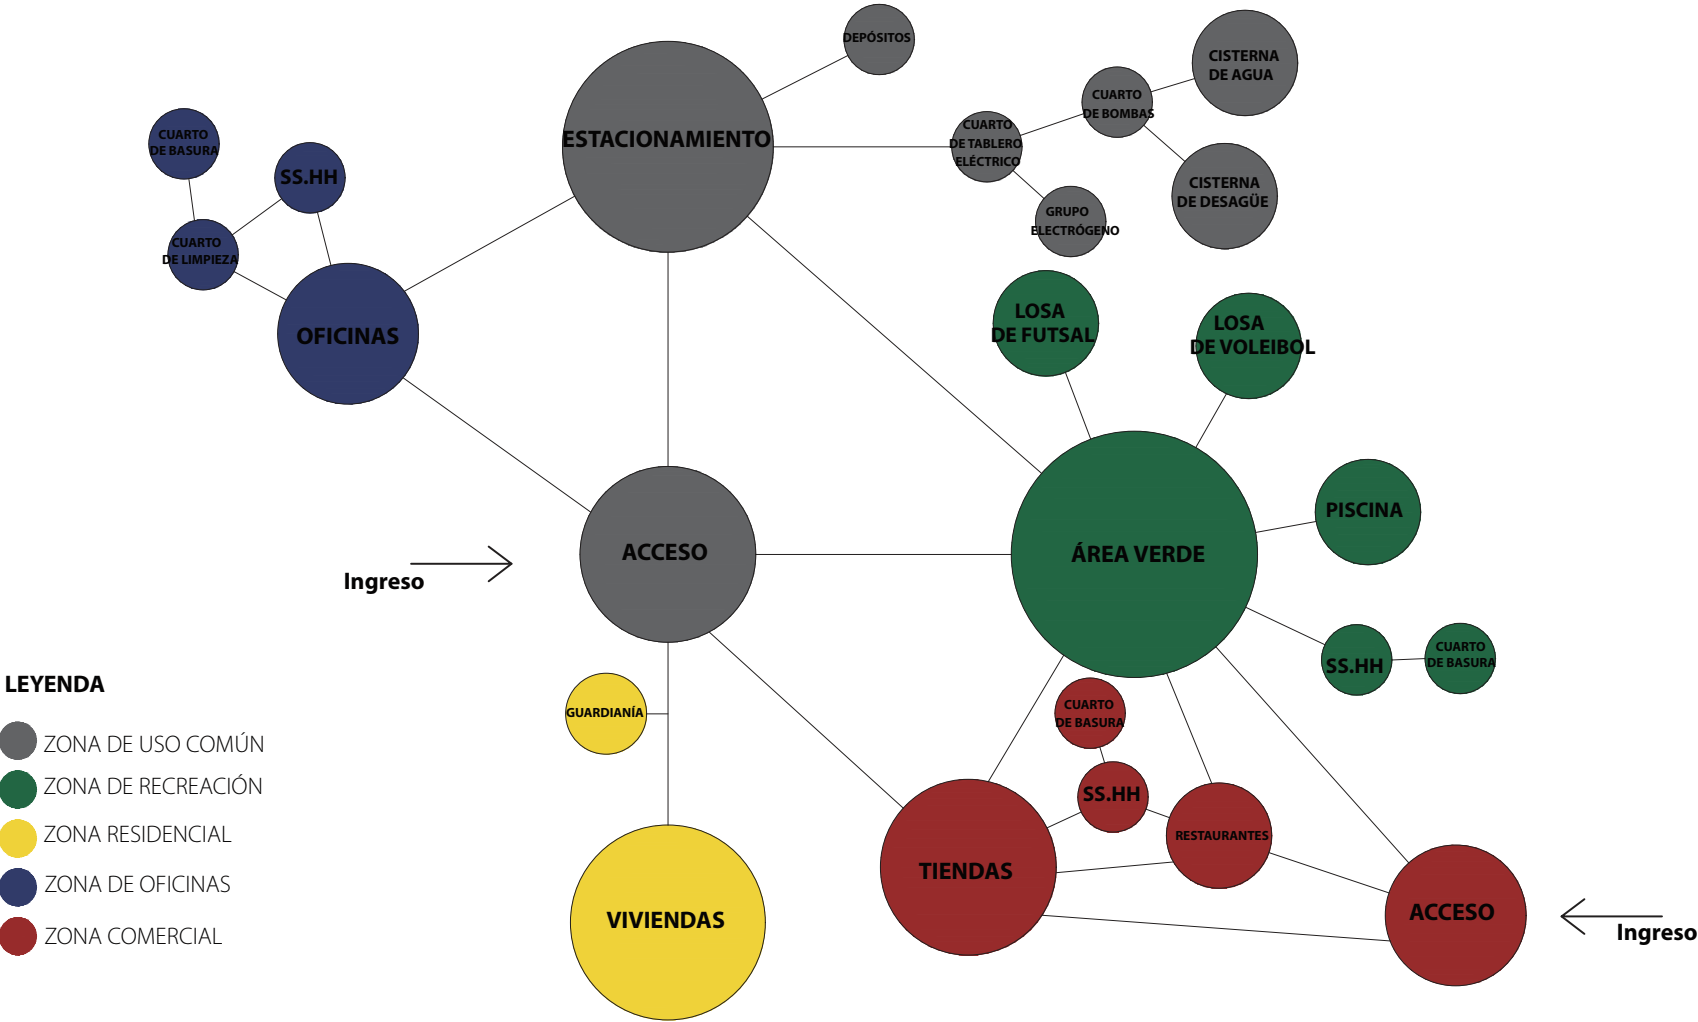 DEPÓSITOS
CISTERNA
DE AGUA
CUARTO
DE BOMBAS
ESTACIONAMIENTO
CUARTO
DE TABLERO
ELÉCTRICO
CUARTO
DE BASURA
SS.HH
CISTERNA
DE DESAGÜE
GRUPO
ELECTRÓGENO
CUARTO
DE LIMPIEZA
OFICINAS
LOSA
DE FUTSAL
LOSA
DE VOLEIBOL
PISCINA
ACCESO
ÁREA VERDE
Ingreso
SS.HH
CUARTO
DE BASURA
GUARDIANÍA
CUARTO
DE BASURA
SS.HH
RESTAURANTES
TIENDAS
ACCESO
Ingreso
VIVIENDAS
LEYENDA
ZONA DE USO COMÚN
ZONA DE RECREACIÓN
ZONA RESIDENCIAL
ZONA DE OFICINAS
ZONA COMERCIAL